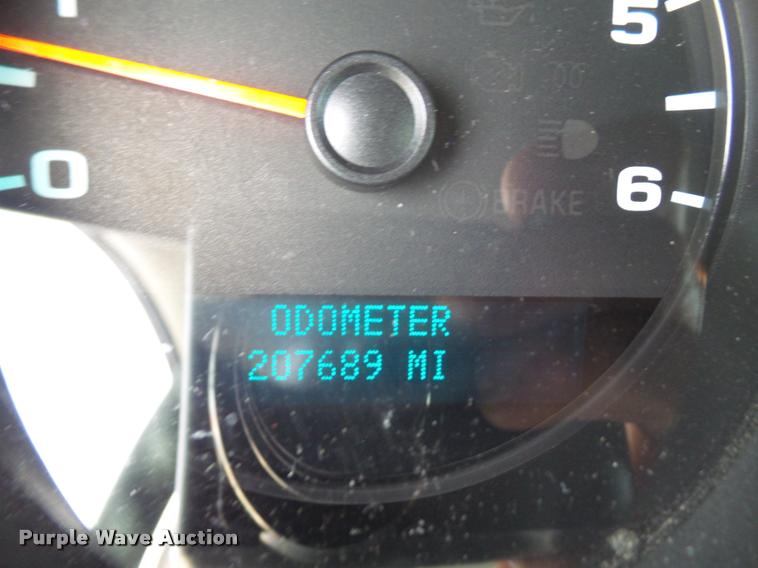 5
0
6
BRAKE
ODOMETER
207689 MI
Purple Wave Auction